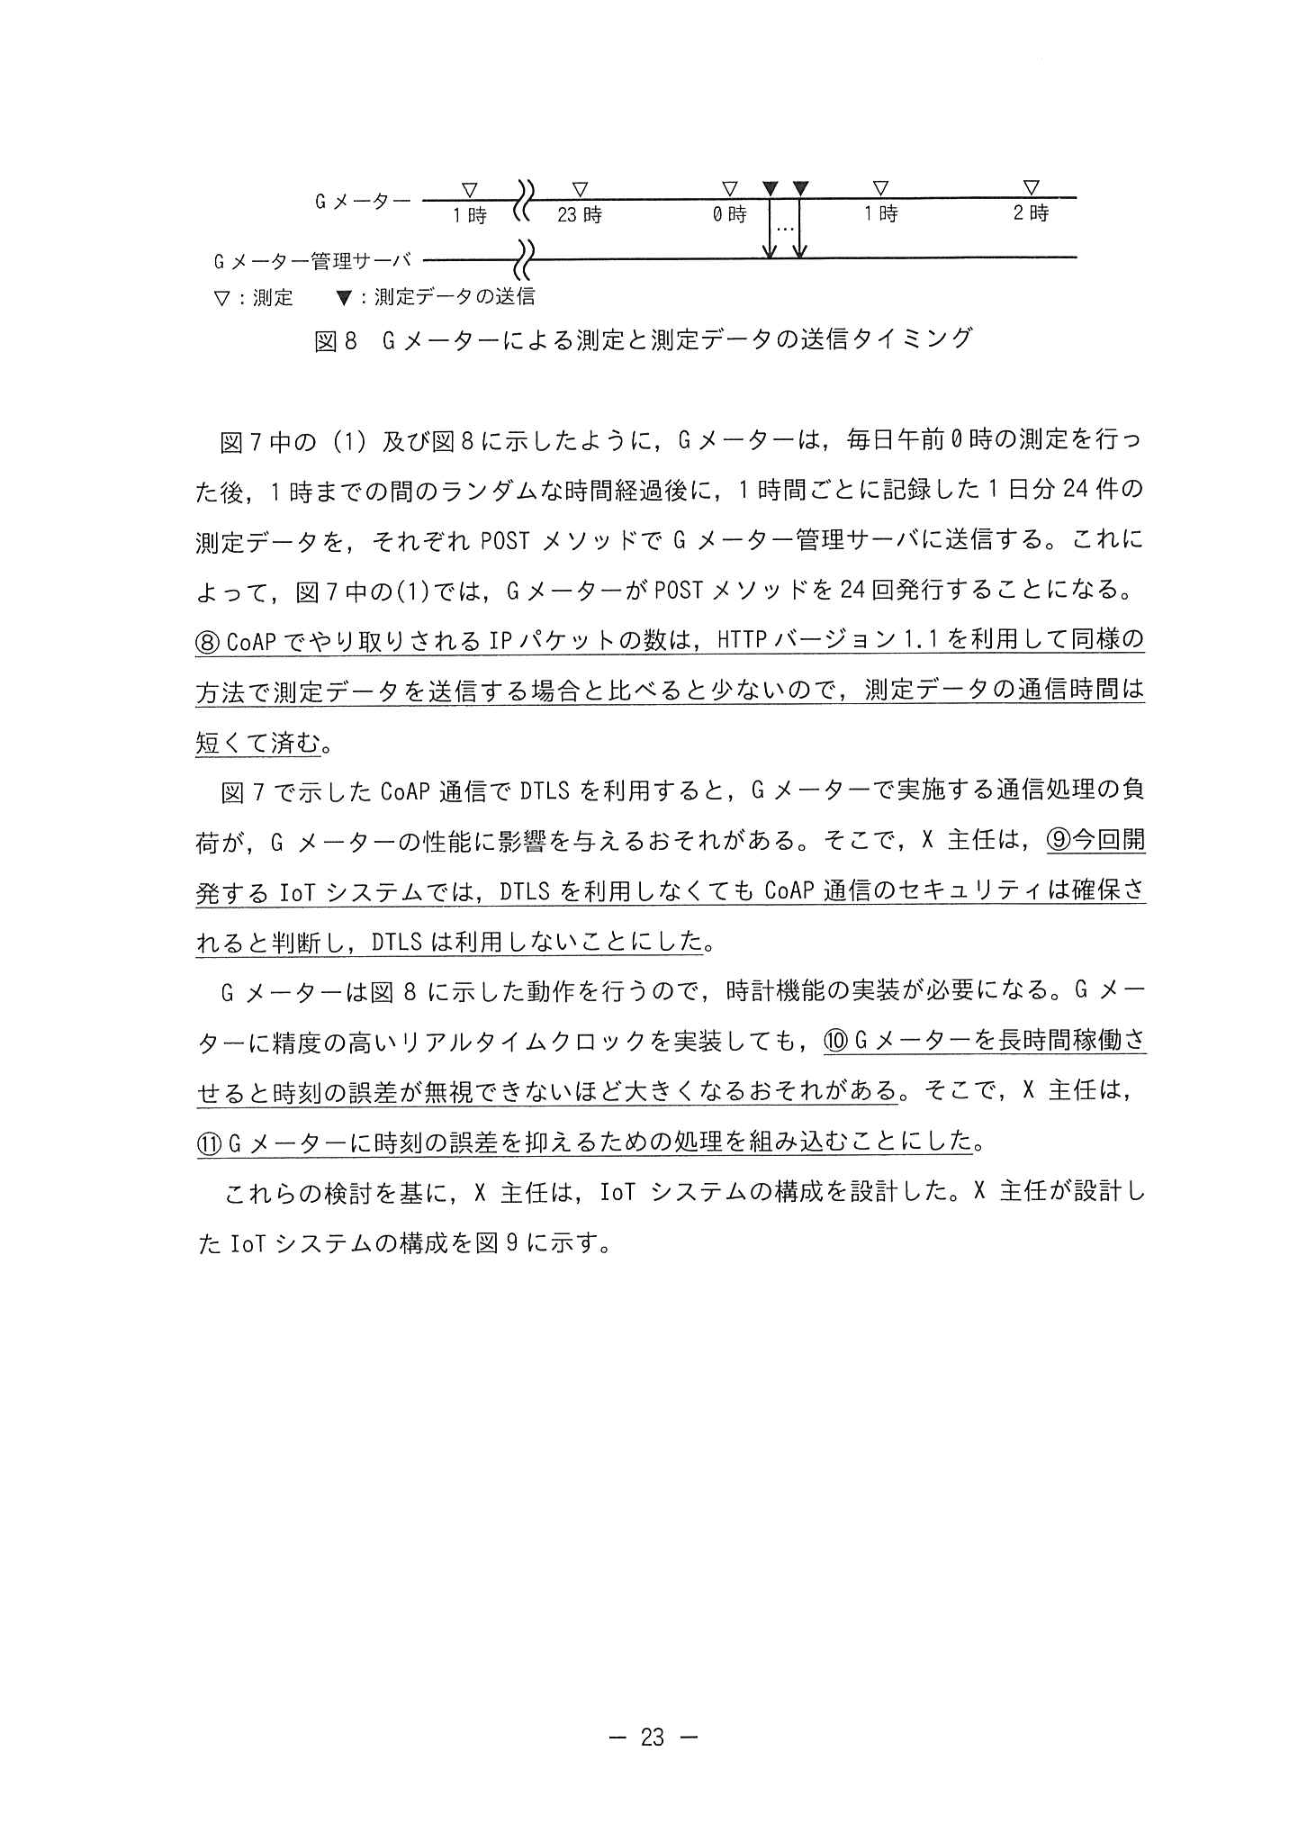 Gメーター ▽ ▽ ▽ ▼ ▼ ▽ ▽
1時 23時 0時 … 1時 2時
Gメーター管理サーバ
▽：測定　▼：測定データの送信
図8　Gメーターによる測定と測定データの送信タイミング
図7中の（1）及び図8に示したように，Gメーターは，毎日午前0時の測定を行っ
た後，1時までの間のランダムな時間経過後に，1時間ごとに記録した1日分24件の
測定データを，それぞれPOSTメソッドでGメーター管理サーバに送信する。これに
よって，図7中の(1)では，GメーターがPOSTメソッドを24回発行することになる。
⑧CoAPでやり取りされるIPパケットの数は，HTTPバージョン1.1を利用して同様の
方法で測定データを送信する場合と比べると少ないので，測定データの通信時間は
短くて済む。
図7で示したCoAP通信でDTLSを利用すると，Gメーターで実施する通信処理の負
荷が，Gメーターの性能に影響を与えるおそれがある。そこで，X主任は，⑨今回開
発するIoTシステムでは，DTLSを利用しなくてもCoAP通信のセキュリティは確保さ
れると判断し，DTLSは利用しないことにした。
Gメーターは図8に示した動作を行うので，時計機能の実装が必要になる。Gメー
ターに精度の高いリアルタイムクロックを実装しても，⑩Gメーターを長時間稼働さ
せると時刻の誤差が無視できないほど大きくなるおそれがある。そこで，X主任は，
⑪Gメーターに時刻の誤差を抑えるための処理を組み込むことにした。
これらの検討を基に，X主任は，IoTシステムの構成を設計した。X主任が設計し
たIoTシステムの構成を図9に示す。
－ 23 －